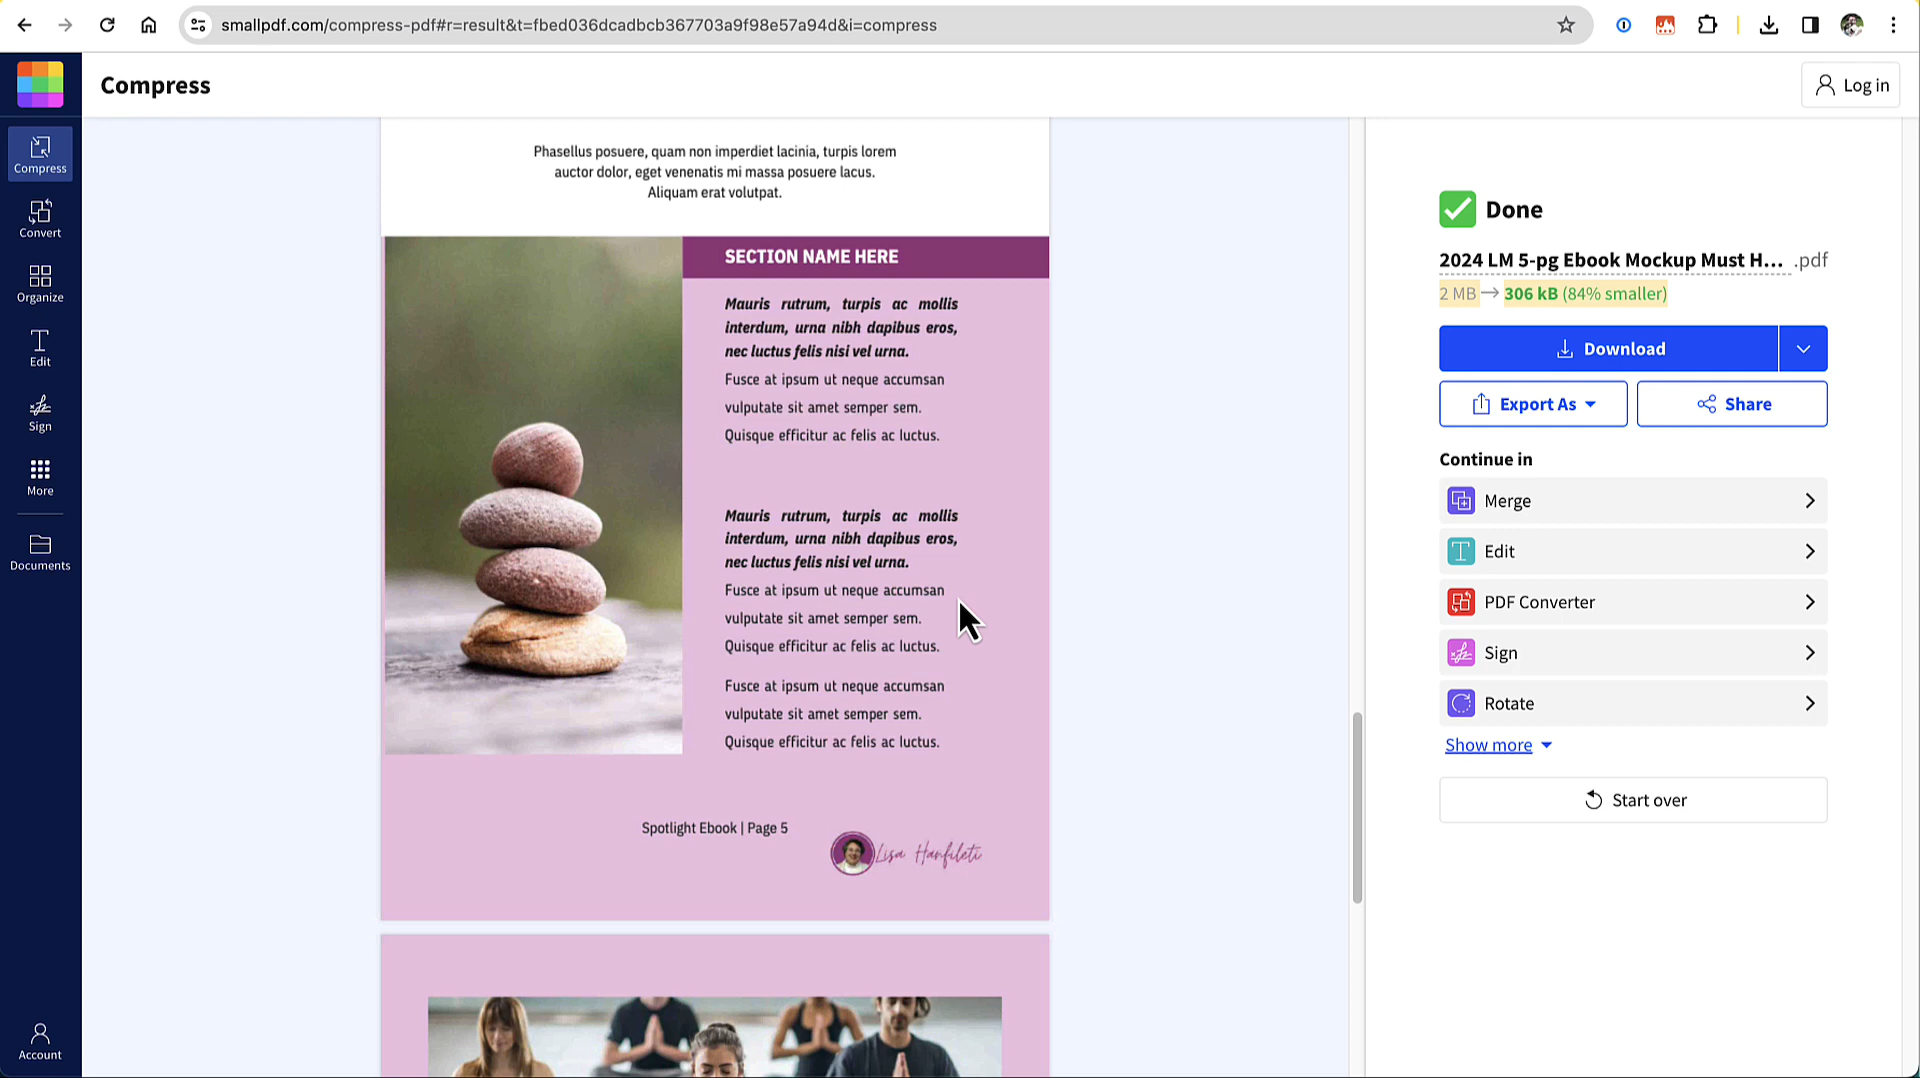 smallpdf.com/compress-pdf#r=result&t=fbed036dcadbcb367703a9f98e57a94d&i=compress
Compress
Log in
Compress
Convert
Organize
Edit
Sign
More
Documents
Account
Phasellus posuere, quam non imperdiet lacinia, turpis lorem
auctor dolor, eget venenatis mi massa posuere lacus.
Aliquam erat volutpat.
SECTION NAME HERE
Mauris rutrum, turpis ac mollis
interdum, urna nibh dapibus eros,
nec luctus felis nisi vel urna.
Fusce at ipsum ut neque accumsan
vulputate sit amet semper sem.
Quisque efficitur ac felis ac luctus.
Mauris rutrum, turpis ac mollis
interdum, urna nibh dapibus eros,
nec luctus felis nisi vel urna.
Fusce at ipsum ut neque accumsan
vulputate sit amet semper sem.
Quisque efficitur ac felis ac luctus.
Fusce at ipsum ut neque accumsan
vulputate sit amet semper sem.
Quisque efficitur ac felis ac luctus.
Spotlight Ebook | Page 5
Lisa Hanfileti
Done
2024 LM 5-pg Ebook Mockup Must H... .pdf
2 MB → 306 kB (84% smaller)
Download
Export As
Share
Continue in
Merge
Edit
PDF Converter
Sign
Rotate
Show more
Start over